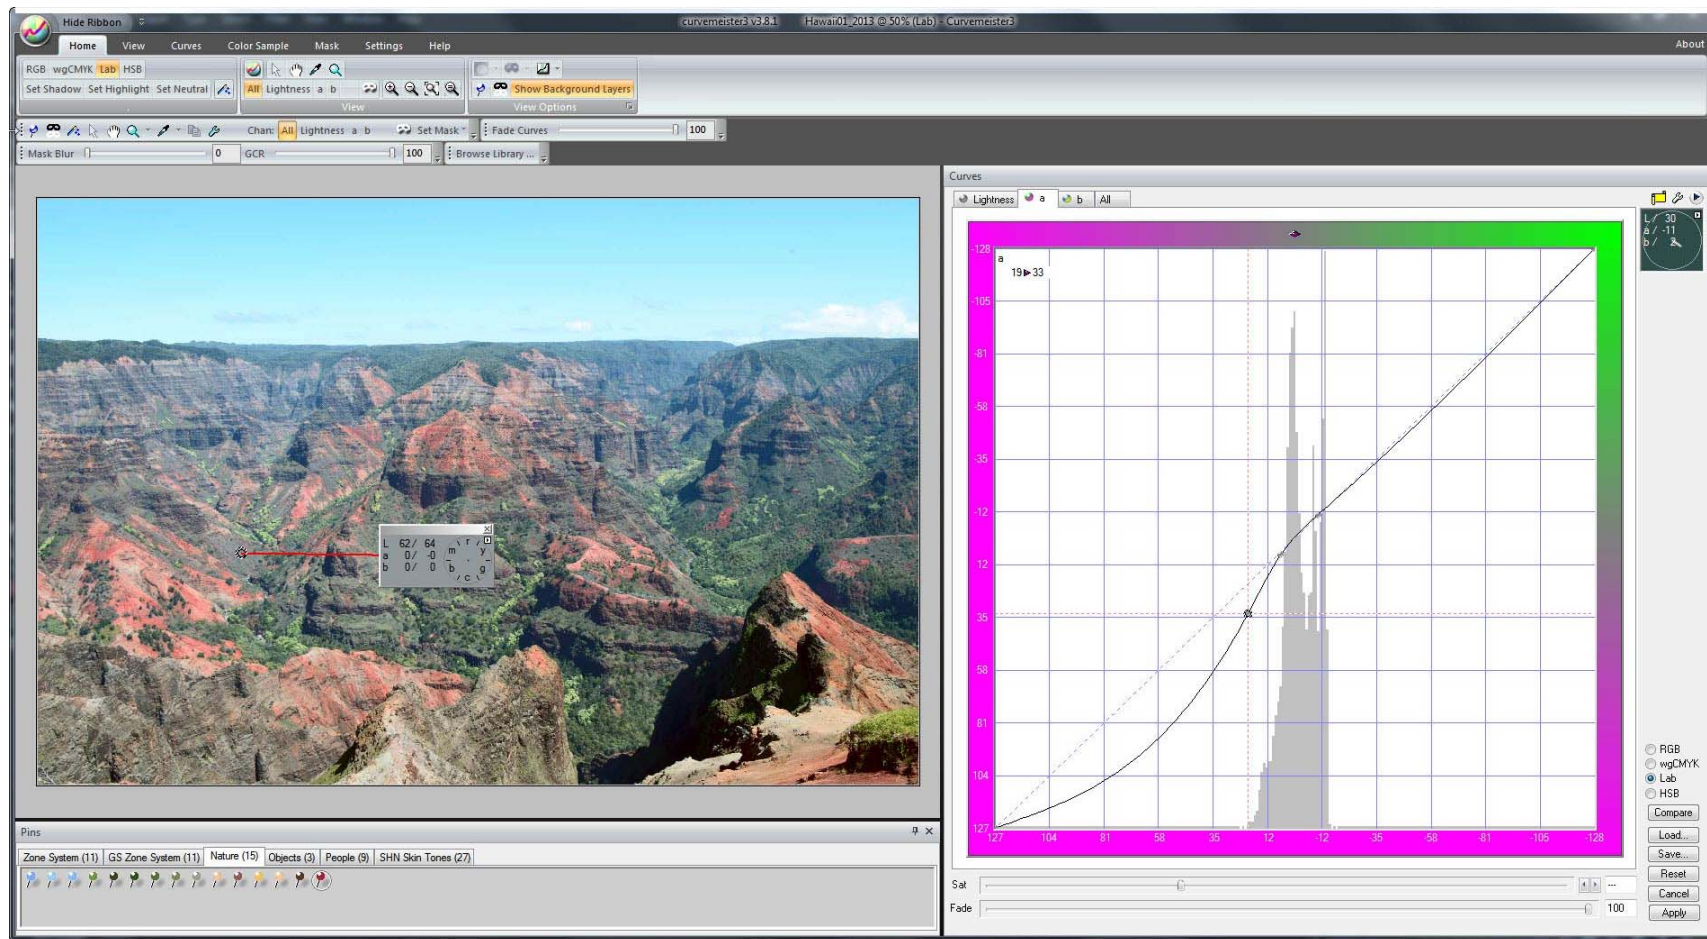 Hide Ribbon
curvemeister3 v3.8.1 Hawaii01_2013 @ 50% (Lab) - Curvemeister3
Home View Curves Color Sample Mask Settings Help About
RGB wgCMYK Lab HSB
Set Shadow Set Highlight Set Neutral All Lightness a b Show Background Layers
View View Options
Chan: All Lightness a b Set Mask Fade Curves 100
Mask Blur 0 GCR 100 Browse Library ...
Curves
Lightness a b All
L / 30
a / -11
b / 2
-128
a
19 ▶ 33
-105
-81
-58
-35
-12
12
35
58
81
104
127
127 104 81 58 35 12 -12 -35 -58 -81 -105 -128
L 62/ 64
a 0/ -0
b 0/ 0
r
m y
b g
c
RGB
wgCMYK
Lab
HSB
Compare
Load...
Save...
Reset
Cancel
Apply
Sat ---
Fade 100
Pins
Zone System (11) GS Zone System (11) Nature (15) Objects (3) People (9) SHN Skin Tones (27)